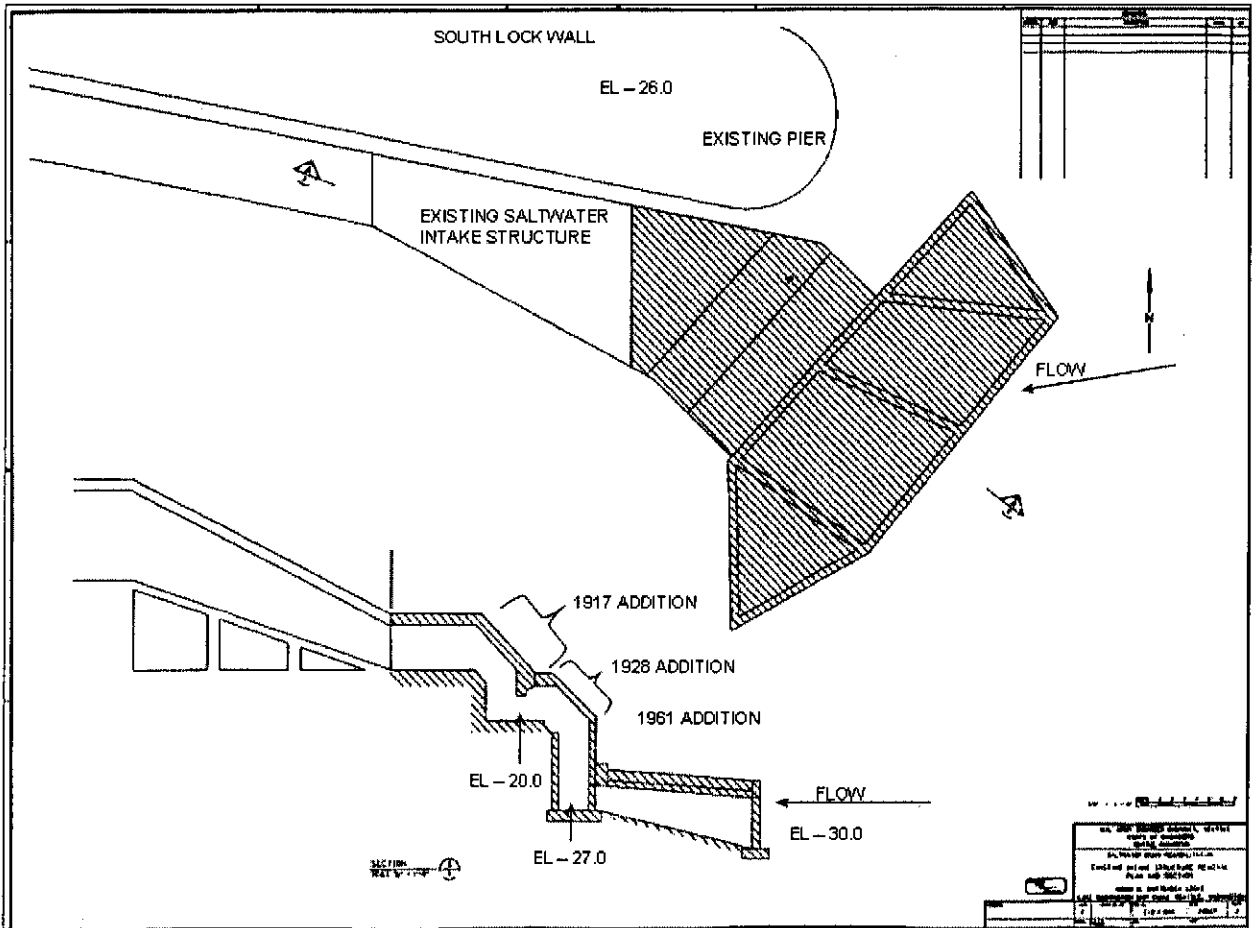 SOUTH LOCK WALL
EL – 26.0
EXISTING PIER
EXISTING SALTWATER
INTAKE STRUCTURE
N
FLOW
1917 ADDITION
1928 ADDITION
1961 ADDITION
EL – 20.0
FLOW
EL – 30.0
EL – 27.0
SECTION